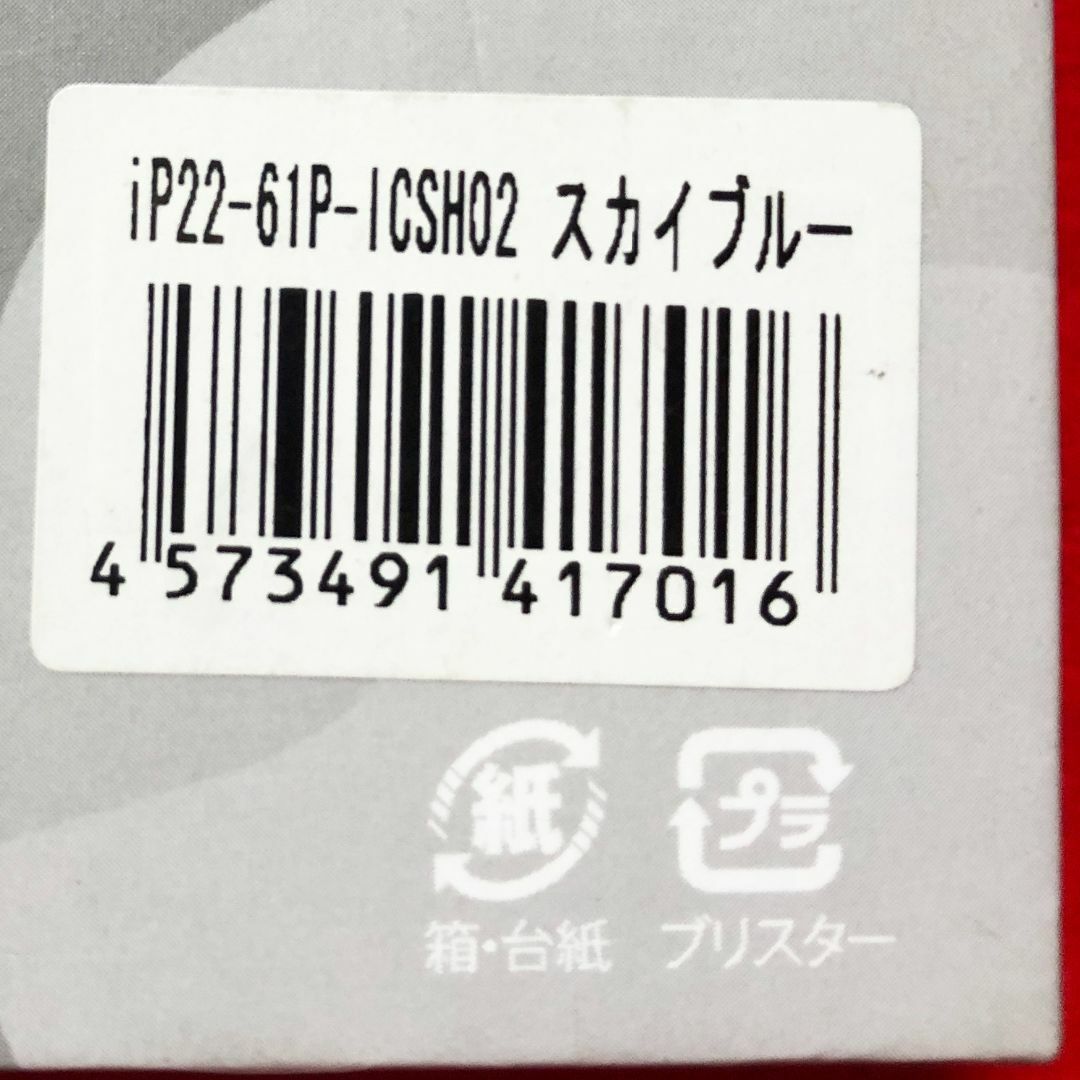 iP22-61P-ICSH02 スカイブルー
4 573491 417016
紙 プラ
箱・台紙 ブリスター